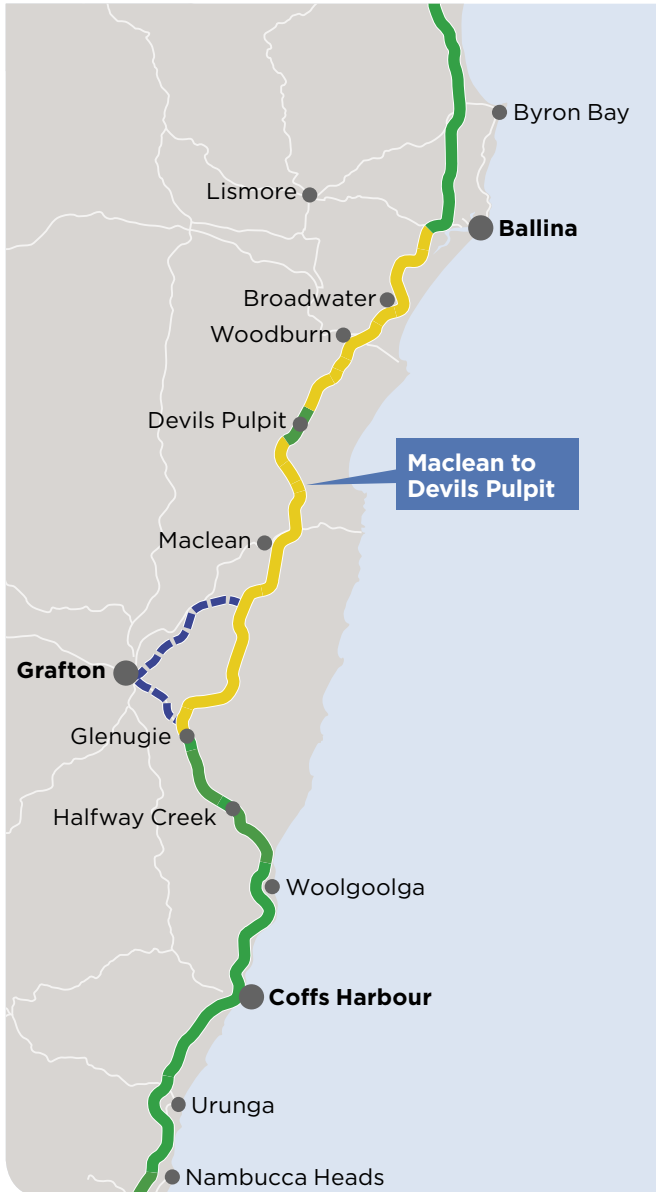 Byron Bay
Lismore
Ballina
Broadwater
Woodburn
Devils Pulpit
Maclean to
Devils Pulpit
Maclean
Grafton
Glenugie
Halfway Creek
Woolgoolga
Coffs Harbour
Urunga
Nambucca Heads